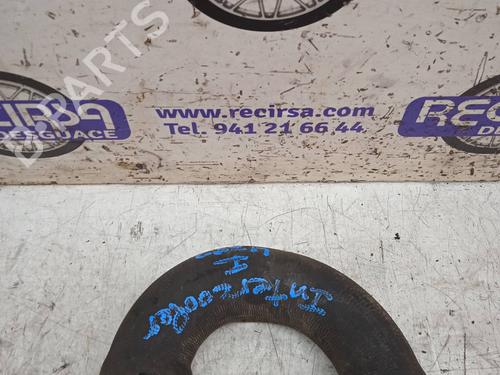 B-PARTS
RECIRSA
DESGUACE
www.recirsa.com
Tel. 941 21 66 44
REC
D
Intercooler